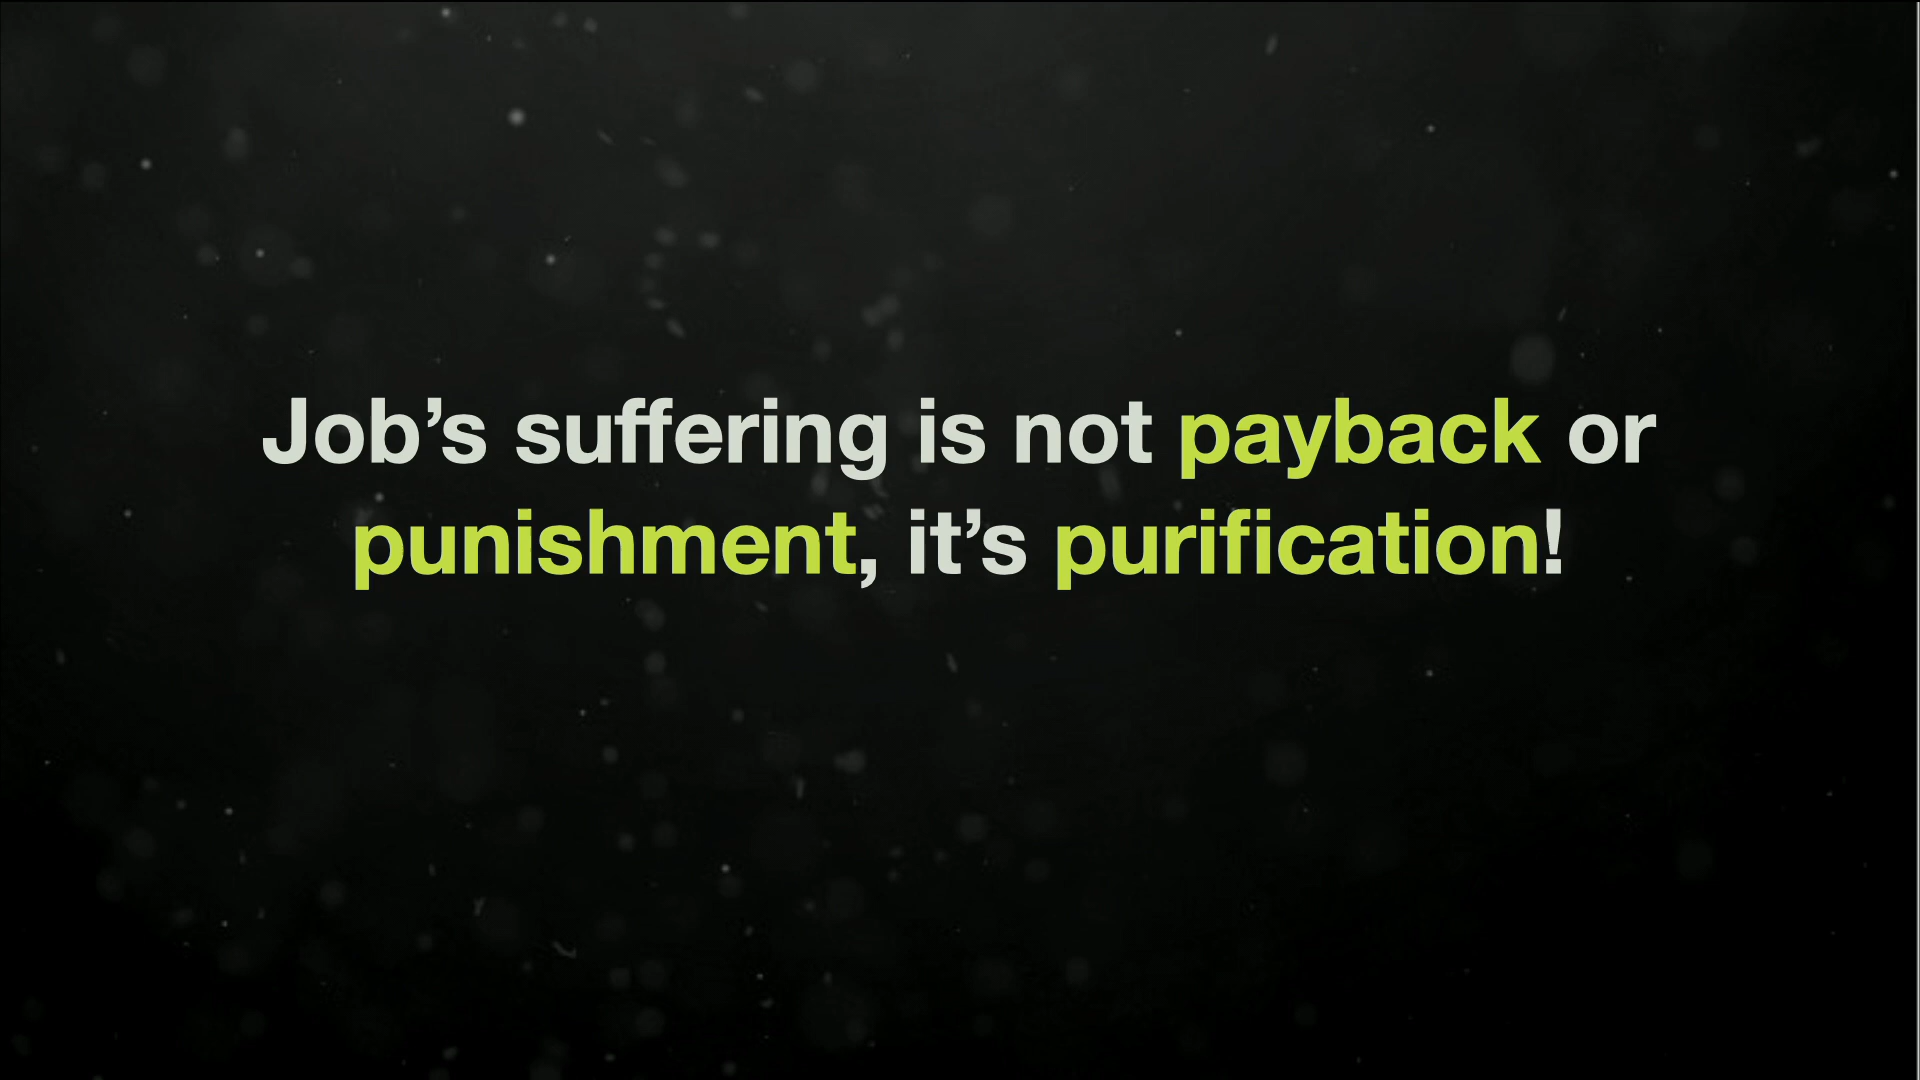 Job’s suffering is not payback or
punishment, it’s purification!